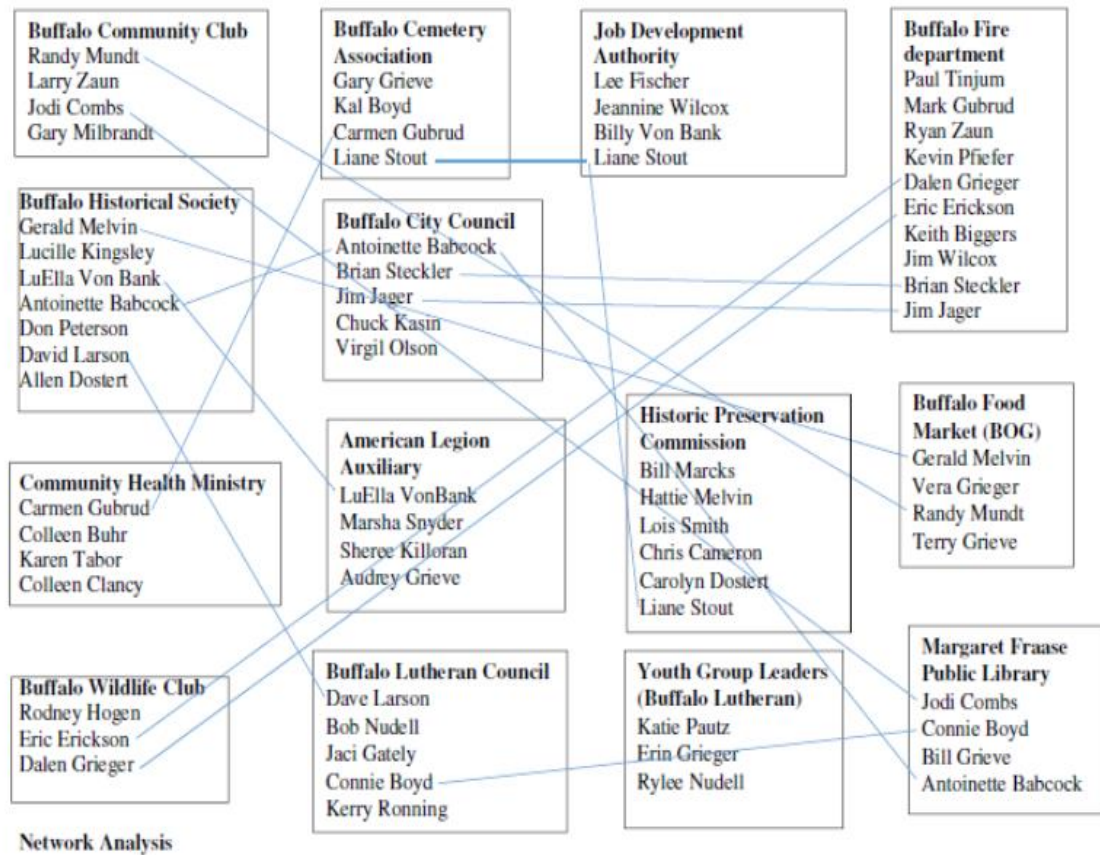 Buffalo Community Club
Randy Mundt
Larry Zaun
Jodi Combs
Gary Milbrandt
Buffalo Cemetery
Association
Gary Grieve
Kal Boyd
Carmen Gubrud
Liane Stout
Job Development
Authority
Lee Fischer
Jeannine Wilcox
Billy Von Bank
Liane Stout
Buffalo Fire
department
Paul Tinjum
Mark Gubrud
Ryan Zaun
Kevin Pfiefer
Dalen Grieger
Eric Erickson
Keith Biggers
Jim Wilcox
Brian Steckler
Jim Jager
Buffalo Historical Society
Gerald Melvin
Lucille Kingsley
LuElla Von Bank
Antoinette Babcock
Don Peterson
David Larson
Allen Dostert
Buffalo City Council
Antoinette Babcock
Brian Steckler
Jim Jager
Chuck Kasin
Virgil Olson
Historic Preservation
Commission
Bill Marcks
Hattie Melvin
Lois Smith
Chris Cameron
Carolyn Dostert
Liane Stout
Buffalo Food
Market (BOG)
Gerald Melvin
Vera Grieger
Randy Mundt
Terry Grieve
Community Health Ministry
Carmen Gubrud
Colleen Buhr
Karen Tabor
Colleen Clancy
American Legion
Auxiliary
LuElla VonBank
Marsha Snyder
Sheree Killoran
Audrey Grieve
Buffalo Wildlife Club
Rodney Hogen
Eric Erickson
Dalen Grieger
Buffalo Lutheran Council
Dave Larson
Bob Nudell
Jaci Gately
Connie Boyd
Kerry Ronning
Youth Group Leaders
(Buffalo Lutheran)
Katie Pautz
Erin Grieger
Rylee Nudell
Margaret Fraase
Public Library
Jodi Combs
Connie Boyd
Bill Grieve
Antoinette Babcock
Network Analysis